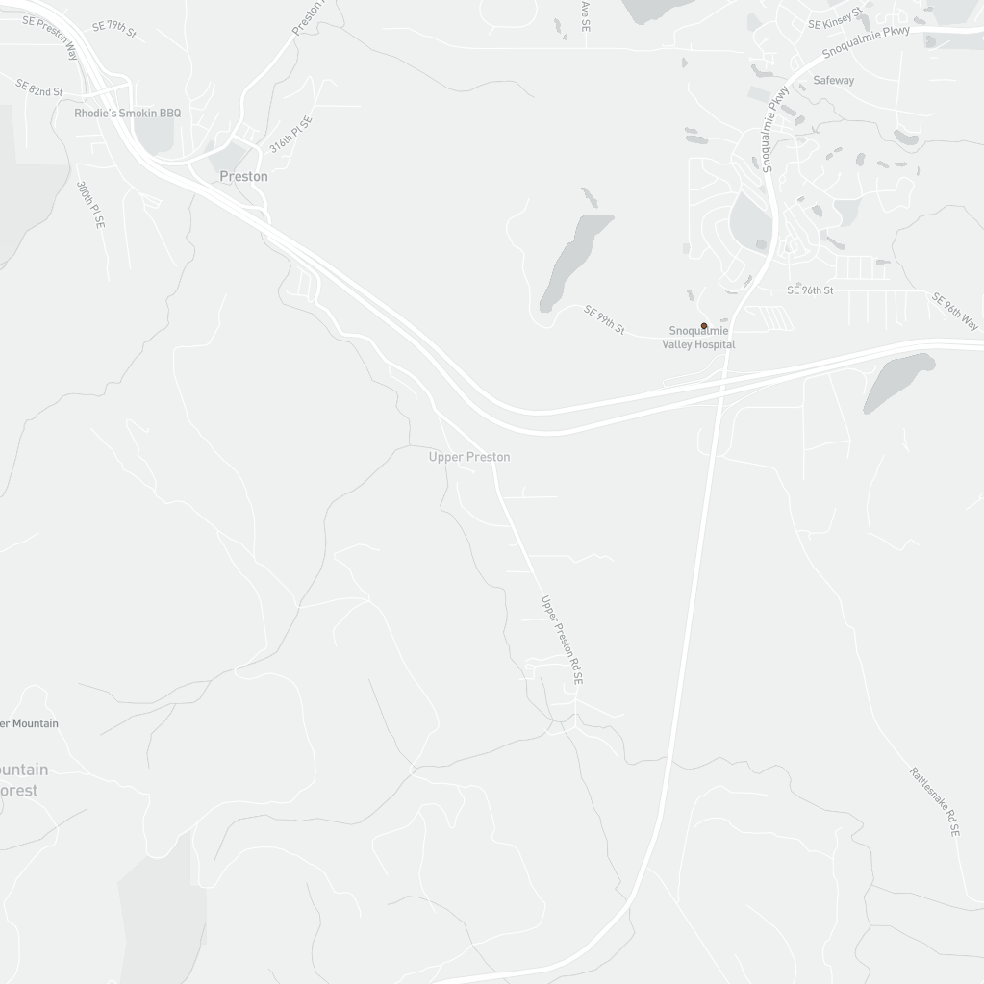 SE Preston Way
SE 79th St
Preston
Ave SE
SE Kinsey St
Snoqualmie Pkwy
SE 82nd St
Safeway
Rhodie's Smokin BBQ
316th Pl SE
Snoqualmie Pkwy
Preston
300th Pl SE
SE 96th St
SE 96th Way
SE 99th St
Snoqualmie
Valley Hospital
Upper Preston
Upper Preston Rd SE
er Mountain
ountain
orest
Rattlesnake Rd SE